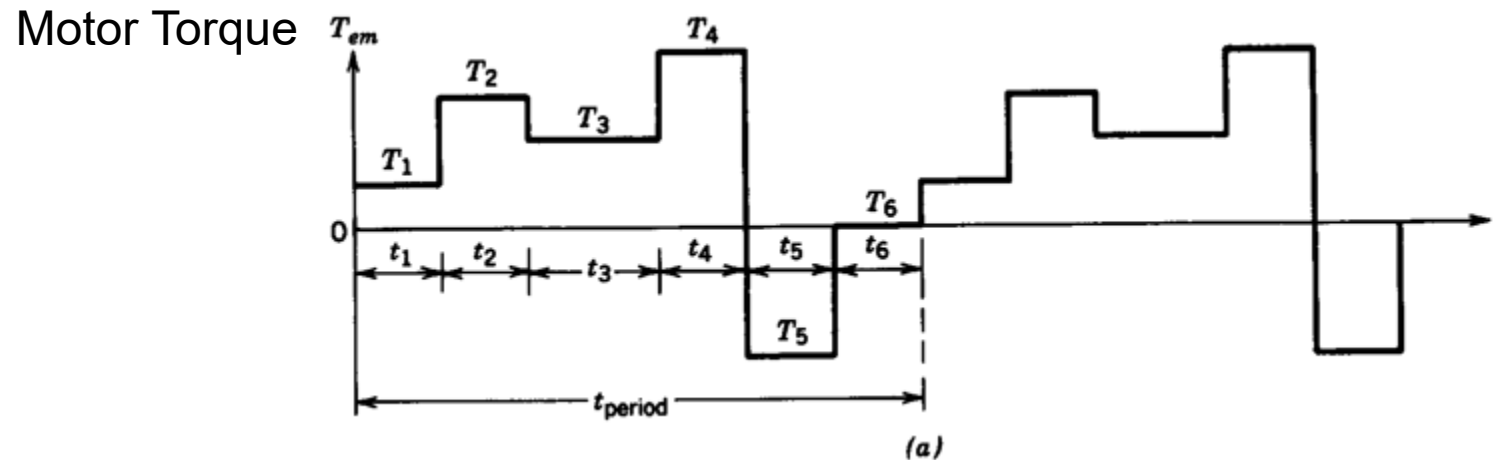 Motor Torque
T_em
T_1
T_2
T_3
T_4
T_6
0
t_1
t_2
t_3
t_4
t_5
t_6
T_5
t_period
(a)